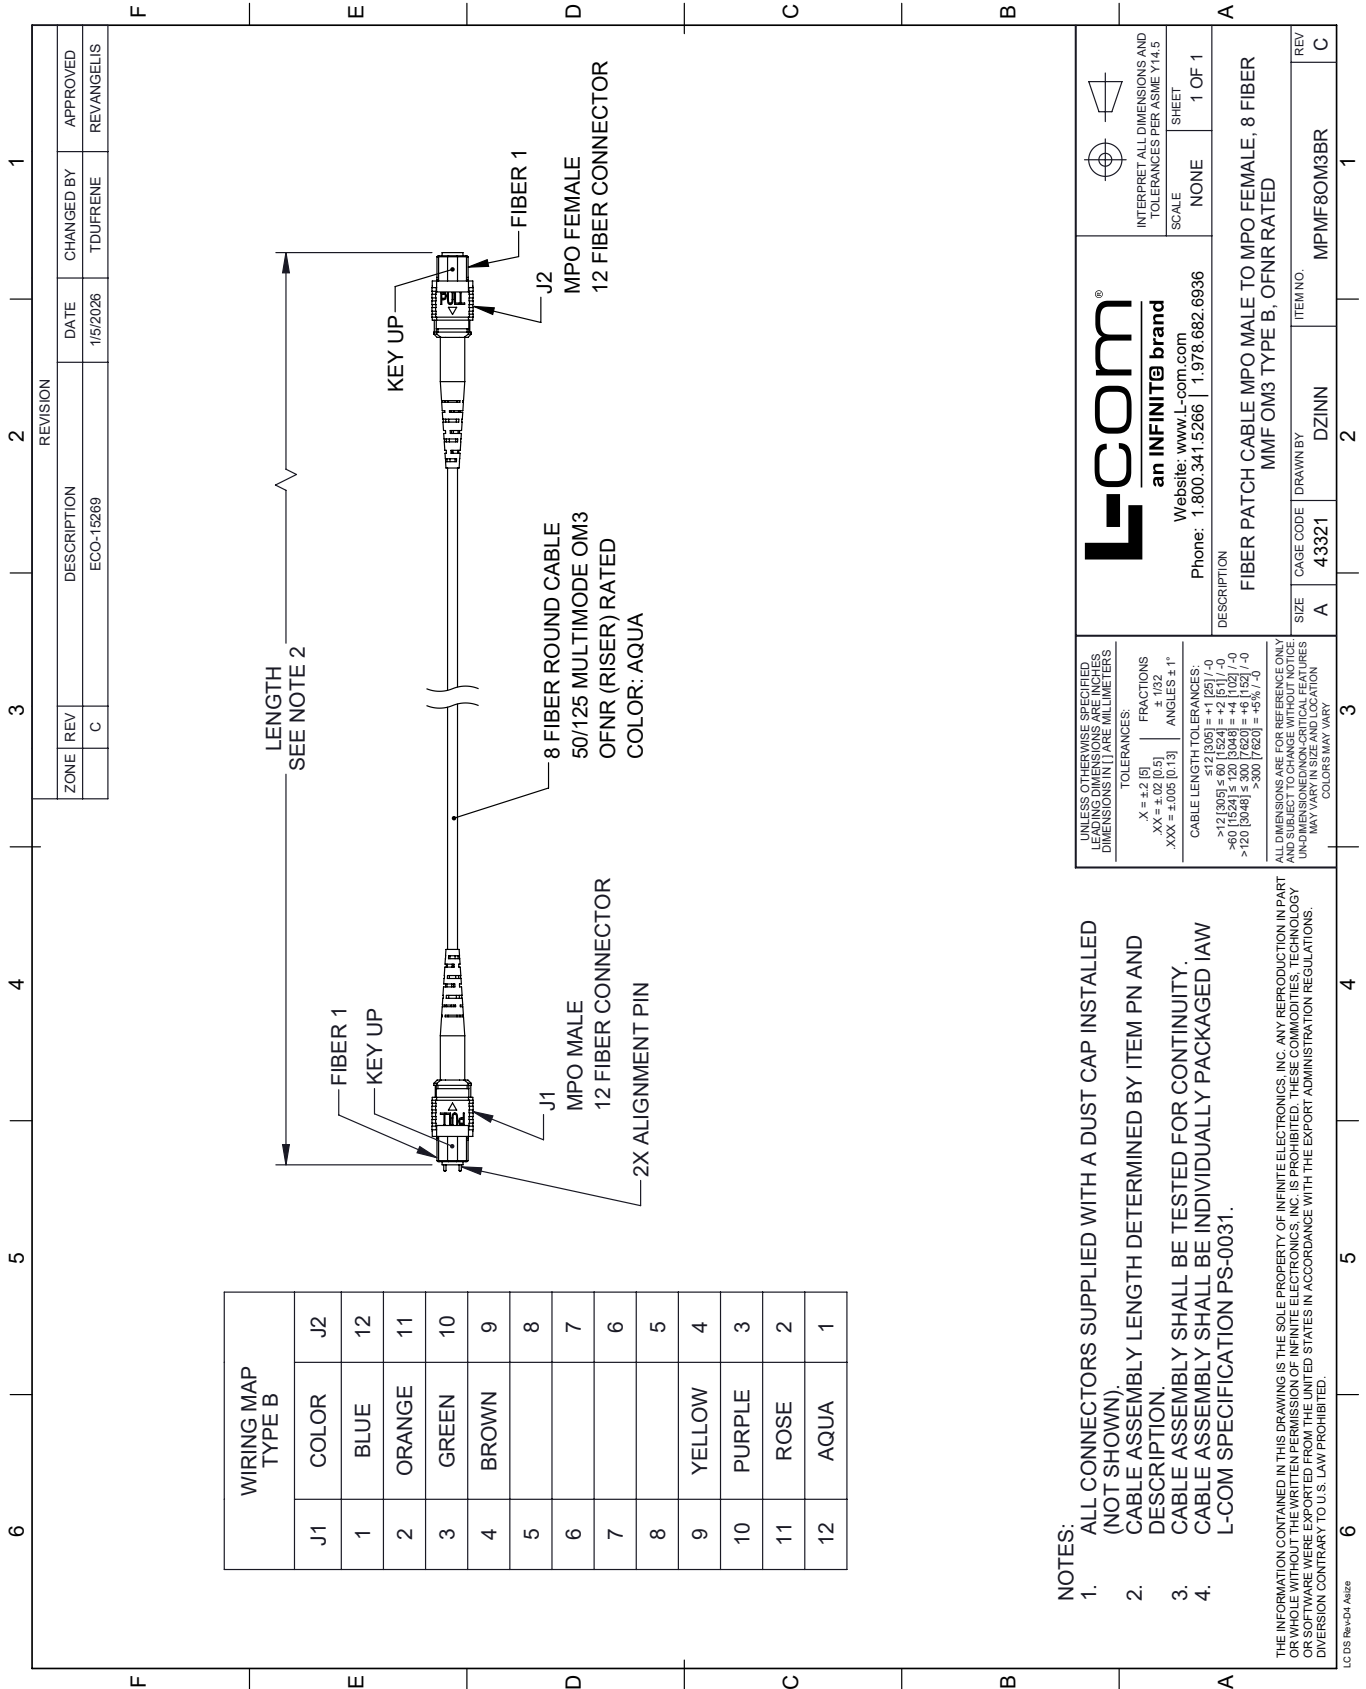 6
5
4
3
2
1
F
E
D
C
B
A
REVISION
ZONE REV DESCRIPTION DATE CHANGED BY APPROVED
C ECO-15269 1/5/2026 TDUFRENE REVANGELIS
WIRING MAP
TYPE B
J1 COLOR J2
1 BLUE 12
2 ORANGE 11
3 GREEN 10
4 BROWN 9
5 8
6 7
7 6
8 5
9 YELLOW 4
10 PURPLE 3
11 ROSE 2
12 AQUA 1
LENGTH
SEE NOTE 2
FIBER 1
KEY UP
PULL
J1
MPO MALE
12 FIBER CONNECTOR
2X ALIGNMENT PIN
8 FIBER ROUND CABLE
50/125 MULTIMODE OM3
OFNR (RISER) RATED
COLOR: AQUA
KEY UP
PULL
FIBER 1
J2
MPO FEMALE
12 FIBER CONNECTOR
NOTES:
1. ALL CONNECTORS SUPPLIED WITH A DUST CAP INSTALLED
(NOT SHOWN).
2. CABLE ASSEMBLY LENGTH DETERMINED BY ITEM PN AND
DESCRIPTION.
3. CABLE ASSEMBLY SHALL BE TESTED FOR CONTINUITY.
4. CABLE ASSEMBLY SHALL BE INDIVIDUALLY PACKAGED IAW
L-COM SPECIFICATION PS-0031.
THE INFORMATION CONTAINED IN THIS DRAWING IS THE SOLE PROPERTY OF INFINITE ELECTRONICS, INC. ANY REPRODUCTION IN PART
OR WHOLE WITHOUT THE WRITTEN PERMISSION OF INFINITE ELECTRONICS, INC. IS PROHIBITED. THESE COMMODITIES, TECHNOLOGY
OR SOFTWARE WERE EXPORTED FROM THE UNITED STATES IN ACCORDANCE WITH THE EXPORT ADMINISTRATION REGULATIONS.
DIVERSION CONTRARY TO U.S. LAW PROHIBITED.
UNLESS OTHERWISE SPECIFIED
LEADING DIMENSIONS ARE INCHES
DIMENSIONS IN [ ] ARE MILLIMETERS
TOLERANCES:
.X = ±.2 [5] FRACTIONS
.XX = ±.02 [0.5] ± 1/32
.XXX = ±.005 [0.13] ANGLES ± 1°
CABLE LENGTH TOLERANCES:
≤12 [305] = +1 [25] / -0
>12 [305] ≤ 60 [1524] = +2 [51] / -0
>60 [1524] ≤ 120 [3048] = +4 [102] / -0
>120 [3048] ≤ 300 [7620] = +6 [152] / -0
>300 [7620] = +5% / -0
ALL DIMENSIONS ARE FOR REFERENCE ONLY
AND SUBJECT TO CHANGE WITHOUT NOTICE.
UN-DIMENSIONED/NON-CRITICAL FEATURES
MAY VARY IN SIZE AND LOCATION
COLORS MAY VARY
L-com®
an INFINIT@ brand
Website: www.L-com.com
Phone: 1.800.341.5266 | 1.978.682.6936
INTERPRET ALL DIMENSIONS AND
TOLERANCES PER ASME Y14.5
SCALE NONE
SHEET 1 OF 1
DESCRIPTION
FIBER PATCH CABLE MPO MALE TO MPO FEMALE, 8 FIBER
MMF OM3 TYPE B, OFNR RATED
SIZE A
CAGE CODE 43321
DRAWN BY DZINN
ITEM NO. MPMF8OM3BR
REV C
F
E
D
C
B
A
LC DS Rev-D4 Asize
6
5
4
3
2
1